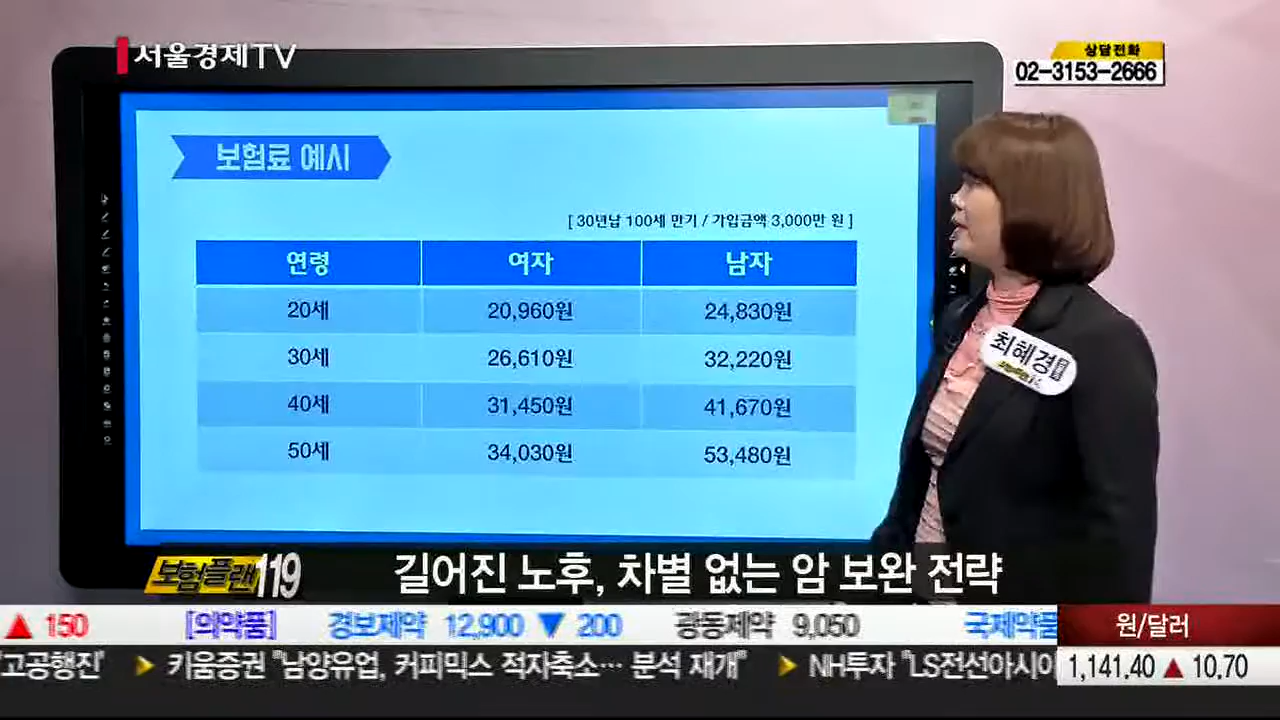 서울경제TV
상담전화
02-3153-2666
보험료 예시
[ 30년납 100세 만기 / 가입금액 3,000만 원 ]
연령 여자 남자
20세 20,960원 24,830원
30세 26,610원 32,220원
40세 31,450원 41,670원
50세 34,030원 53,480원
최혜경
보험플랜119 길어진 노후, 차별 없는 암 보완 전략
▲ 150 [의약품] 경보제약 12,900 ▼ 200 광동제약 9,050 국제약품 원/달러
'고공행진' ▶ 키움증권 "남양유업, 커피믹스 적자축소… 분석 재개" ▶ NH투자 "LS전선아시아 1,141.40 ▲ 10.70